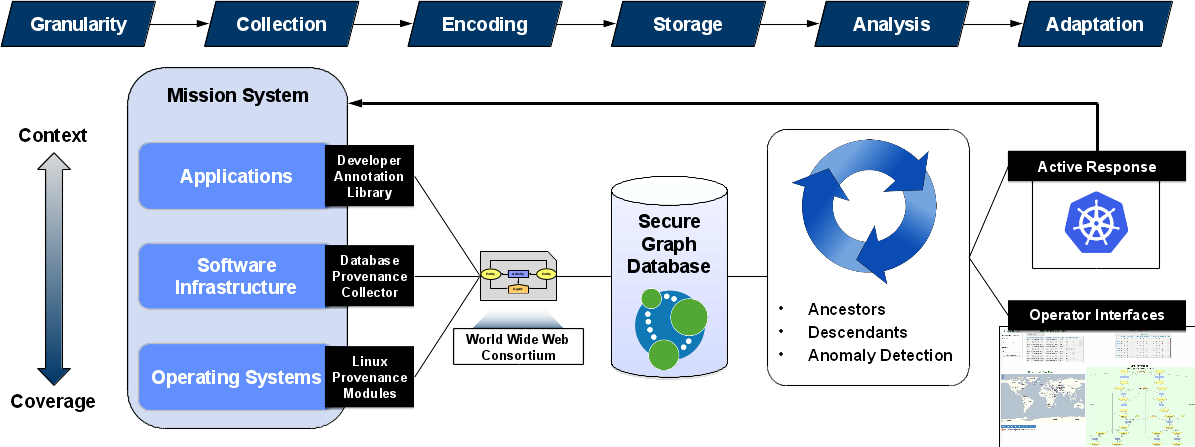 Granularity
Collection
Encoding
Storage
Analysis
Adaptation
Context
Coverage
Mission System
Applications
Developer
Annotation
Library
Software
Infrastructure
Database
Provenance
Collector
Operating Systems
Linux
Provenance
Modules
World Wide Web
Consortium
Secure
Graph
Database
• Ancestors
• Descendants
• Anomaly Detection
Active Response
Operator Interfaces